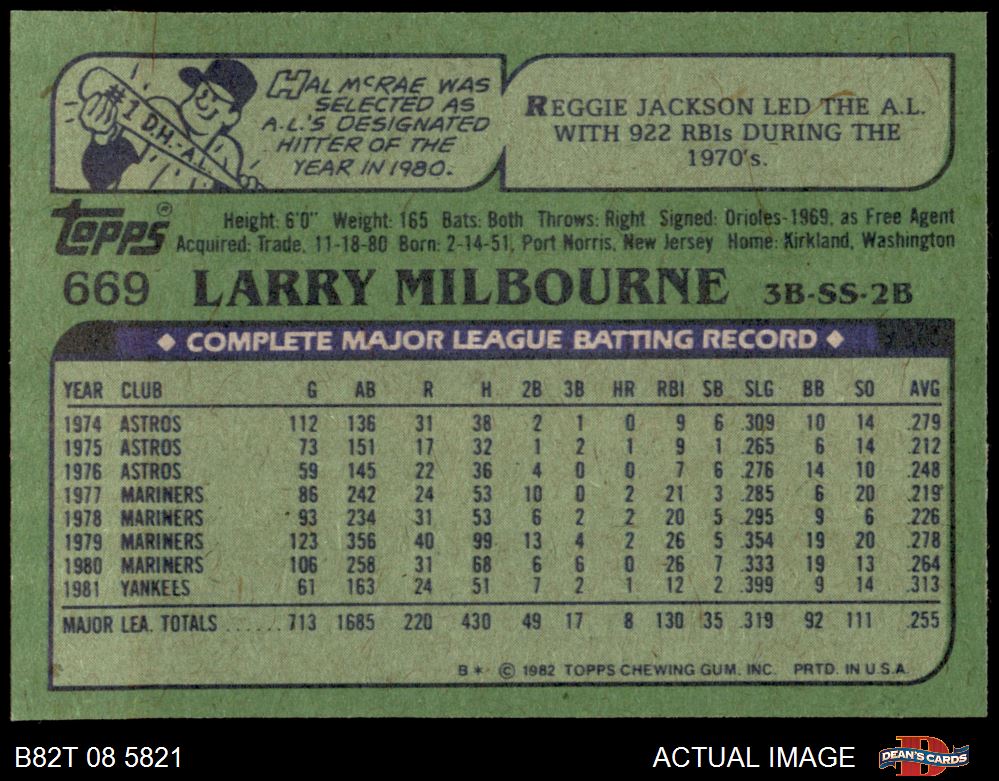 #1 D.H.-A.L.
HAL McRAE WAS
SELECTED AS
A.L.'S DESIGNATED
HITTER OF THE
YEAR IN 1980.
REGGIE JACKSON LED THE A.L.
WITH 922 RBIs DURING THE
1970's.
TOPPS®
Height: 6'0" Weight: 165 Bats: Both Throws: Right Signed: Orioles-1969, as Free Agent
Acquired: Trade, 11-18-80 Born: 2-14-51, Port Norris, New Jersey Home: Kirkland, Washington
669 LARRY MILBOURNE 3B-SS-2B
◆ COMPLETE MAJOR LEAGUE BATTING RECORD ◆
YEAR CLUB G AB R H 2B 3B HR RBI SB SLG BB SO AVG
1974 ASTROS 112 136 31 38 2 1 0 9 6 .309 10 14 .279
1975 ASTROS 73 151 17 32 1 2 1 9 1 .265 6 14 .212
1976 ASTROS 59 145 22 36 4 0 0 7 6 .276 14 10 .248
1977 MARINERS 86 242 24 53 10 0 2 21 3 .285 6 20 .219
1978 MARINERS 93 234 31 53 6 2 2 20 5 .295 9 6 .226
1979 MARINERS 123 356 40 99 13 4 2 26 5 .354 19 20 .278
1980 MARINERS 106 258 31 68 6 6 0 26 7 .333 19 13 .264
1981 YANKEES 61 163 24 51 7 2 1 12 2 .399 9 14 .313
MAJOR LEA. TOTALS ...... 713 1685 220 430 49 17 8 130 35 .319 92 111 .255
B* © 1982 TOPPS CHEWING GUM, INC. PRTD. IN U.S.A.
B82T 08 5821 ACTUAL IMAGE DEAN'S CARDS